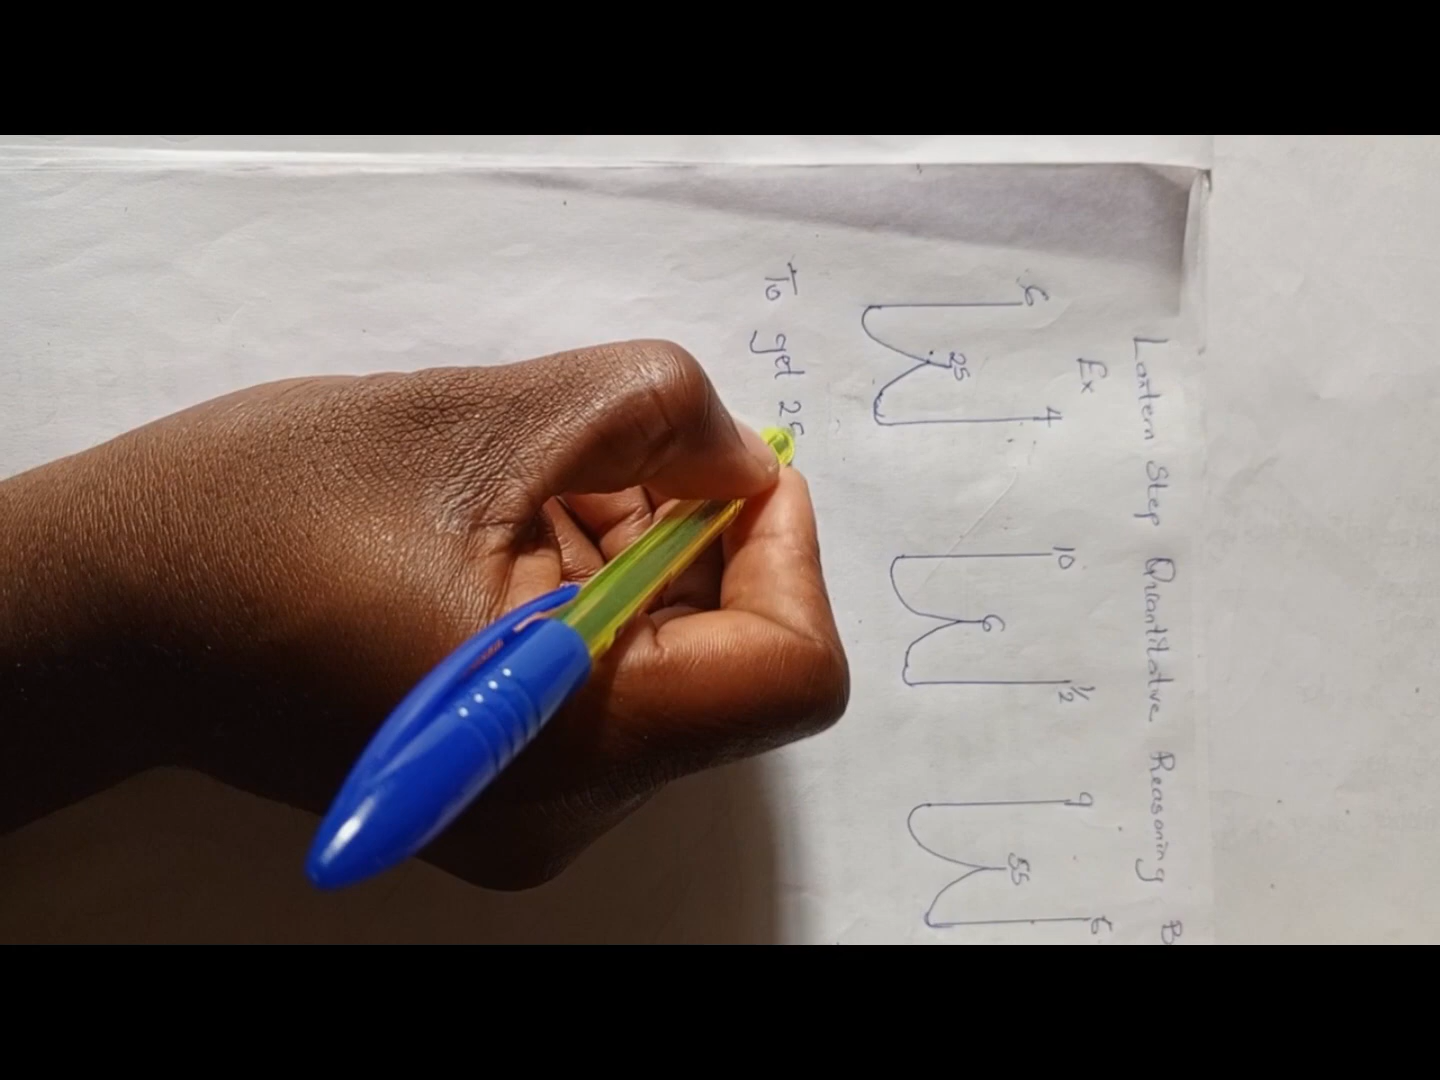 Lantern Step Quantitative Reasoning B
Ex
6 4 10 1/2 9 6
25 6 55
To get 25